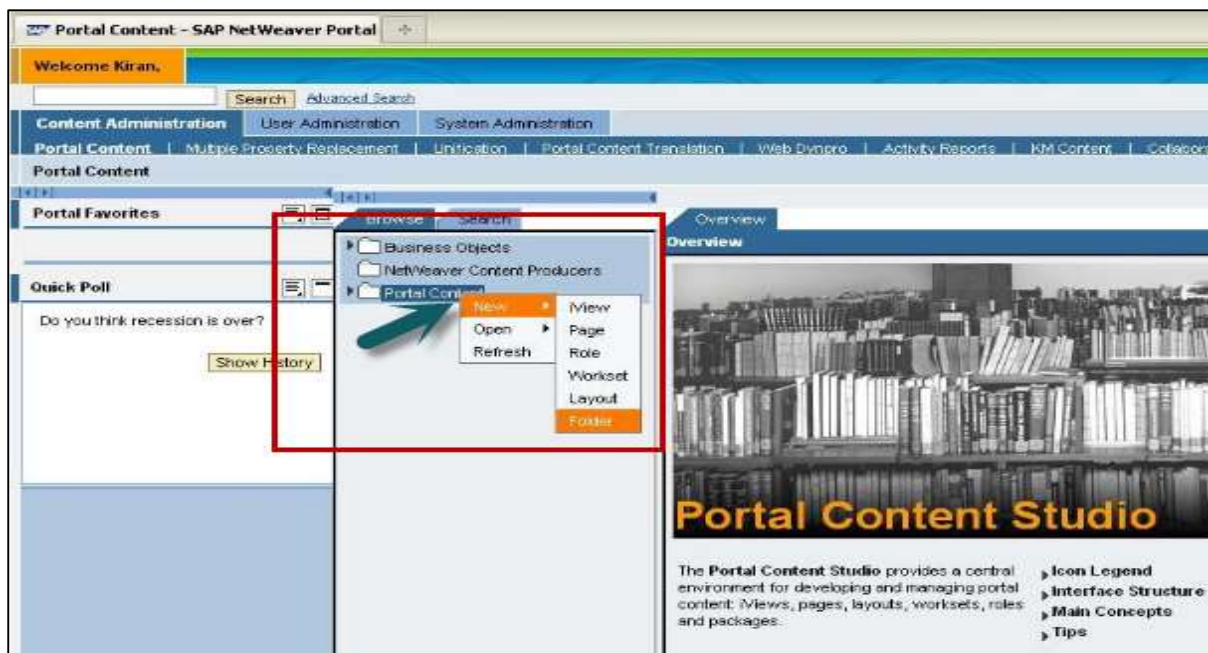 Portal Content - SAP NetWeaver Portal
Welcome Kiran,
Search Advanced Search
Content Administration User Administration System Administration
Portal Content | Multiple Property Replacement | Unification | Portal Content Translation | Web Dynpro | Activity Reports | KM Content | Collabor
Portal Content
Portal Favorites
Quick Poll
Do you think recession is over?
Show History
Browse Search
Business Objects
NetWeaver Content Producers
Portal Content
New
Open
Refresh
iView
Page
Role
Workset
Layout
Folder
Overview
Overview
Portal Content Studio
The Portal Content Studio provides a central
environment for developing and managing portal
content: iViews, pages, layouts, worksets, roles
and packages.
Icon Legend
Interface Structure
Main Concepts
Tips